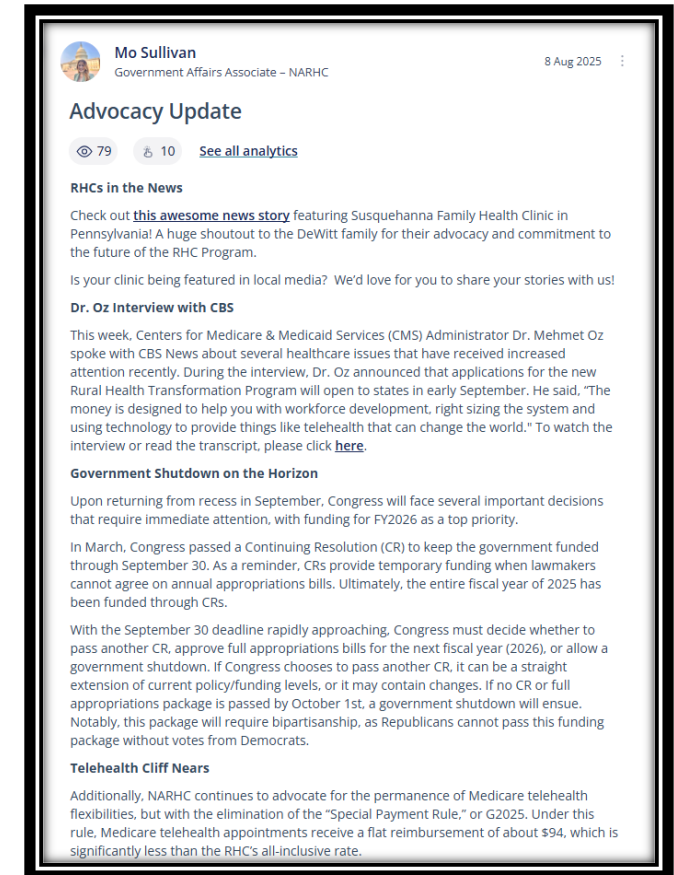 Mo Sullivan
Government Affairs Associate – NARHC
8 Aug 2025
Advocacy Update
79
10
See all analytics
RHCs in the News
Check out this awesome news story featuring Susquehanna Family Health Clinic in
Pennsylvania! A huge shoutout to the DeWitt family for their advocacy and commitment to
the future of the RHC Program.
Is your clinic being featured in local media?  We’d love for you to share your stories with us!
Dr. Oz Interview with CBS
This week, Centers for Medicare & Medicaid Services (CMS) Administrator Dr. Mehmet Oz
spoke with CBS News about several healthcare issues that have received increased
attention recently. During the interview, Dr. Oz announced that applications for the new
Rural Health Transformation Program will open to states in early September. He said, “The
money is designed to help you with workforce development, right sizing the system and
using technology to provide things like telehealth that can change the world." To watch the
interview or read the transcript, please click here.
Government Shutdown on the Horizon
Upon returning from recess in September, Congress will face several important decisions
that require immediate attention, with funding for FY2026 as a top priority.
In March, Congress passed a Continuing Resolution (CR) to keep the government funded
through September 30. As a reminder, CRs provide temporary funding when lawmakers
cannot agree on annual appropriations bills. Ultimately, the entire fiscal year of 2025 has
been funded through CRs.
With the September 30 deadline rapidly approaching, Congress must decide whether to
pass another CR, approve full appropriations bills for the next fiscal year (2026), or allow a
government shutdown. If Congress chooses to pass another CR, it can be a straight
extension of current policy/funding levels, or it may contain changes. If no CR or full
appropriations package is passed by October 1st, a government shutdown will ensue.
Notably, this package will require bipartisanship, as Republicans cannot pass this funding
package without votes from Democrats.
Telehealth Cliff Nears
Additionally, NARHC continues to advocate for the permanence of Medicare telehealth
flexibilities, but with the elimination of the “Special Payment Rule,” or G2025. Under this
rule, Medicare telehealth appointments receive a flat reimbursement of about $94, which is
significantly less than the RHC’s all-inclusive rate.